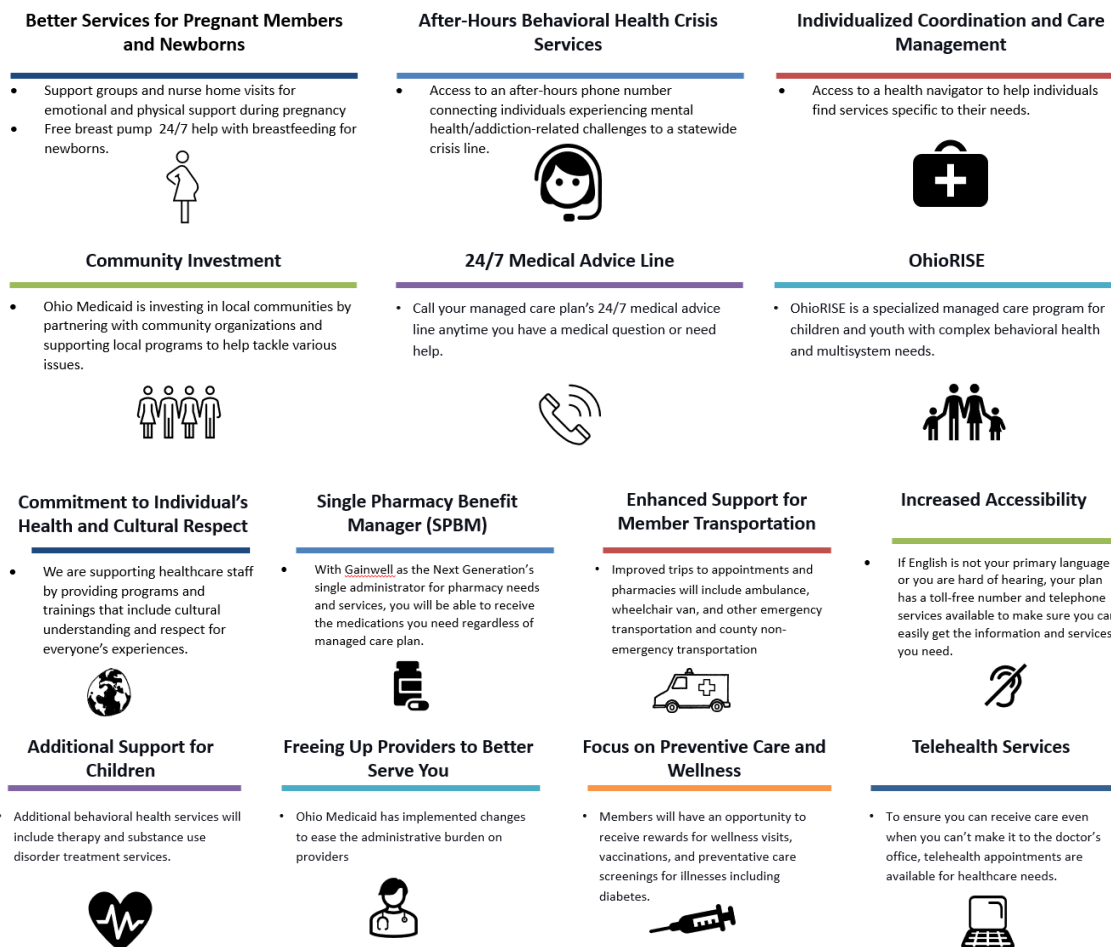 Better Services for Pregnant Members
and Newborns
• Support groups and nurse home visits for
emotional and physical support during pregnancy
• Free breast pump 24/7 help with breastfeeding for
newborns.
After-Hours Behavioral Health Crisis
Services
• Access to an after-hours phone number
connecting individuals experiencing mental
health/addiction-related challenges to a statewide
crisis line.
Individualized Coordination and Care
Management
• Access to a health navigator to help individuals
find services specific to their needs.
Community Investment
• Ohio Medicaid is investing in local communities by
partnering with community organizations and
supporting local programs to help tackle various
issues.
24/7 Medical Advice Line
• Call your managed care plan's 24/7 medical advice
line anytime you have a medical question or need
help.
OhioRISE
• OhioRISE is a specialized managed care program for
children and youth with complex behavioral health
and multisystem needs.
Commitment to Individual's
Health and Cultural Respect
• We are supporting healthcare staff
by providing programs and
trainings that include cultural
understanding and respect for
everyone's experiences.
Single Pharmacy Benefit
Manager (SPBM)
• With Gainwell as the Next Generation's
single administrator for pharmacy needs
and services, you will be able to receive
the medications you need regardless of
managed care plan.
Enhanced Support for
Member Transportation
• Improved trips to appointments and
pharmacies will include ambulance,
wheelchair van, and other emergency
transportation and county non-
emergency transportation
Increased Accessibility
• If English is not your primary language
or you are hard of hearing, your plan
has a toll-free number and telephone
services available to make sure you can
easily get the information and services
you need.
Additional Support for
Children
• Additional behavioral health services will
include therapy and substance use
disorder treatment services.
Freeing Up Providers to Better
Serve You
• Ohio Medicaid has implemented changes
to ease the administrative burden on
providers
Focus on Preventive Care and
Wellness
• Members will have an opportunity to
receive rewards for wellness visits,
vaccinations, and preventative care
screenings for illnesses including
diabetes.
Telehealth Services
• To ensure you can receive care even
when you can't make it to the doctor's
office, telehealth appointments are
available for healthcare needs.